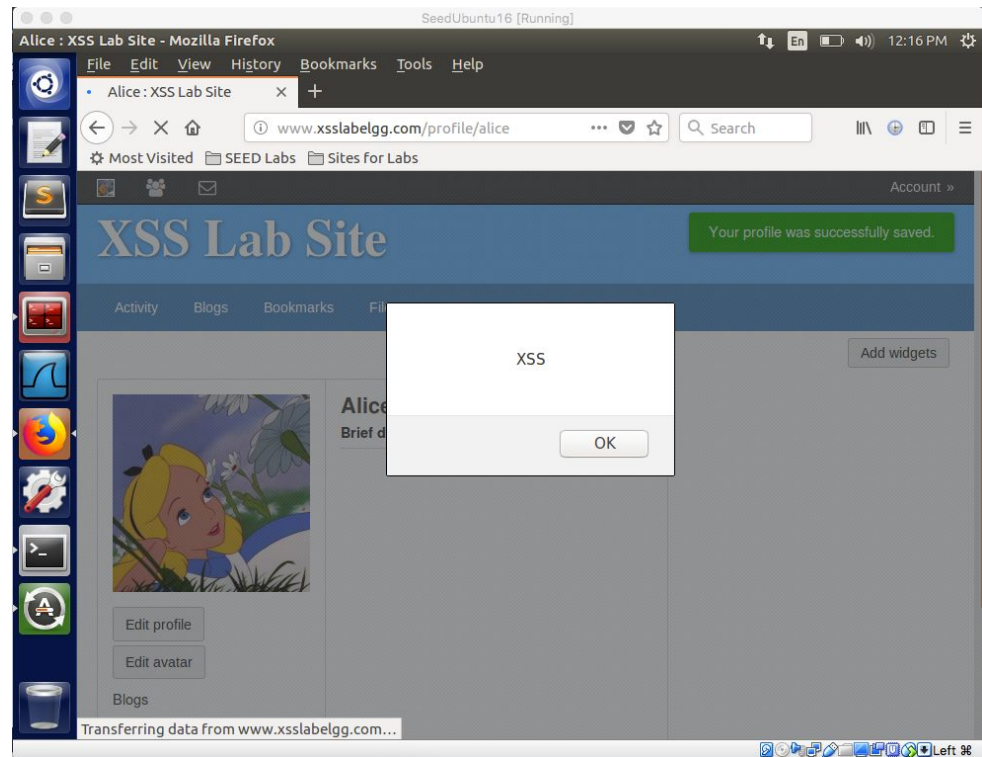 SeedUbuntu16 [Running]
Alice : XSS Lab Site - Mozilla Firefox
En
12:16 PM
File Edit View History Bookmarks Tools Help
Alice : XSS Lab Site
www.xsslabelgg.com/profile/alice
Search
Most Visited SEED Labs Sites for Labs
Account »
XSS Lab Site
Your profile was successfully saved.
Activity Blogs Bookmarks
XSS
Add widgets
Alice
Brief
OK
Edit profile
Edit avatar
Blogs
Transferring data from www.xsslabelgg.com...
Left ⌘